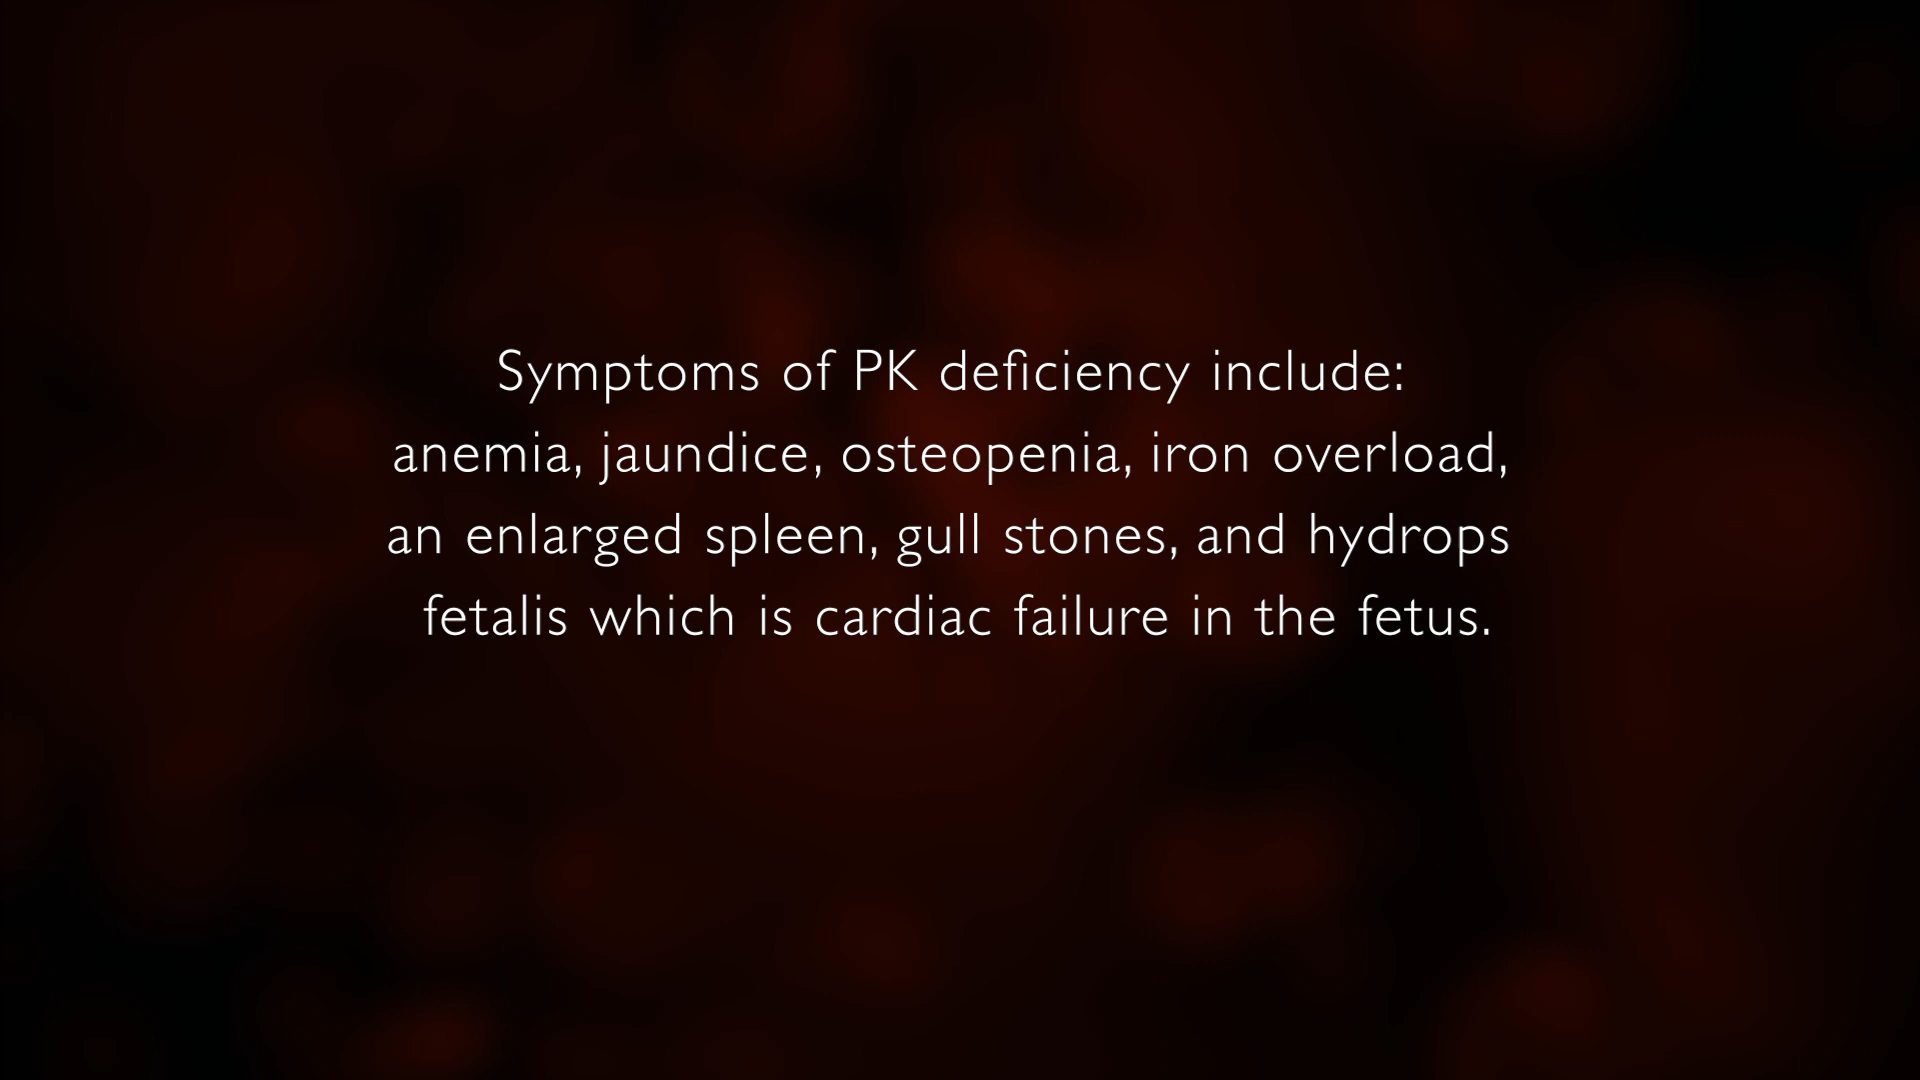 Symptoms of PK deficiency include:
anemia, jaundice, osteopenia, iron overload,
an enlarged spleen, gull stones, and hydrops
fetalis which is cardiac failure in the fetus.